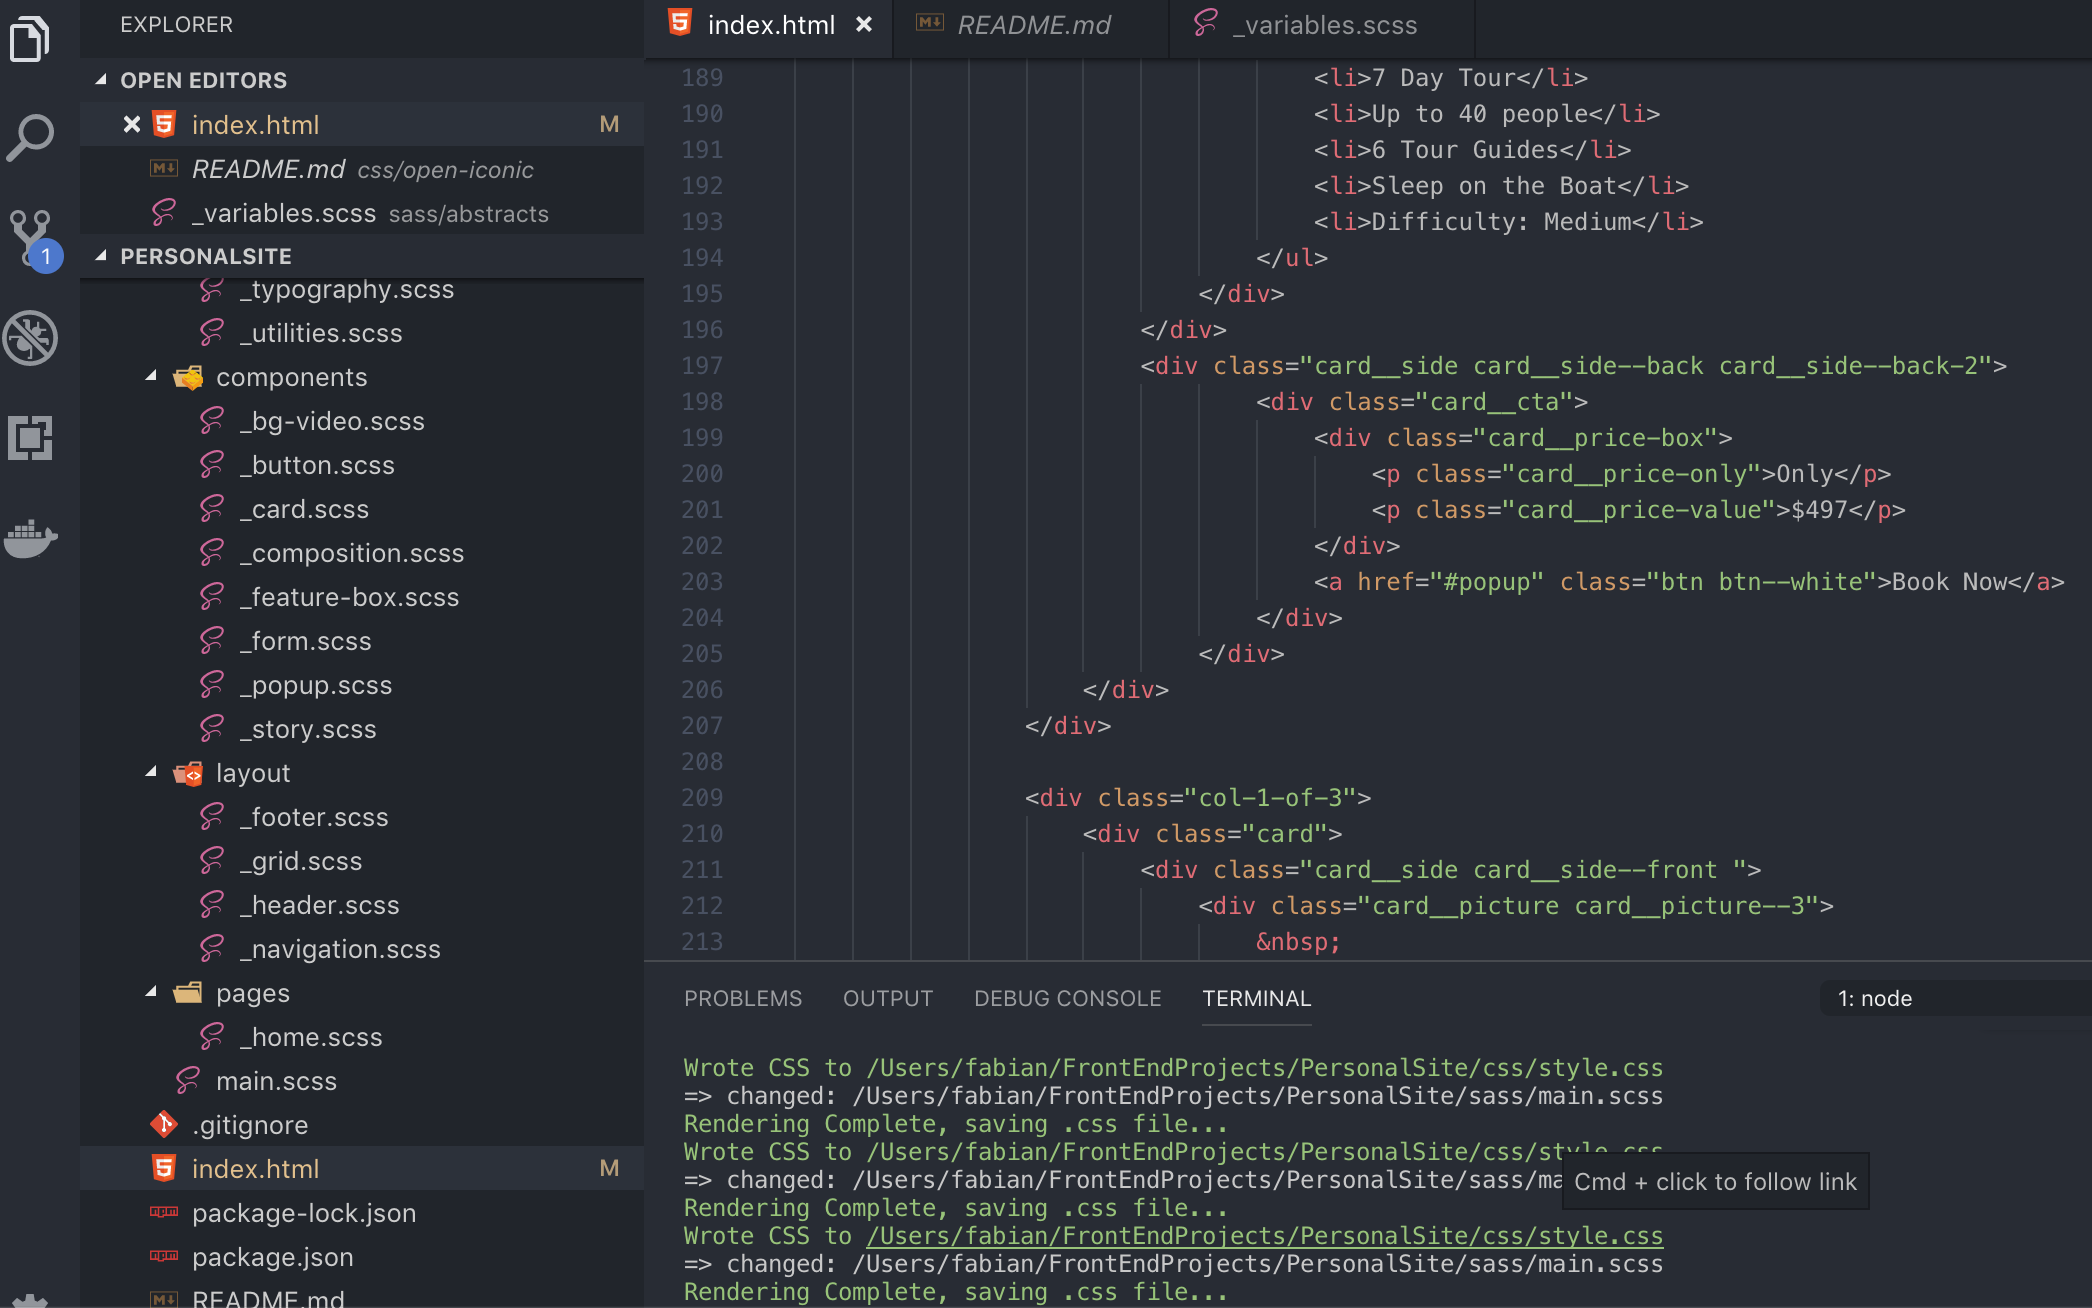 EXPLORER
OPEN EDITORS
index.html M
README.md css/open-iconic
_variables.scss sass/abstracts
1
PERSONALSITE
_typography.scss
_utilities.scss
components
_bg-video.scss
_button.scss
_card.scss
_composition.scss
_feature-box.scss
_form.scss
_popup.scss
_story.scss
layout
_footer.scss
_grid.scss
_header.scss
_navigation.scss
pages
_home.scss
main.scss
.gitignore
index.html M
package-lock.json
package.json
README.md
index.html README.md _variables.scss
189 <li>7 Day Tour</li>
190 <li>Up to 40 people</li>
191 <li>6 Tour Guides</li>
192 <li>Sleep on the Boat</li>
193 <li>Difficulty: Medium</li>
194 </ul>
195 </div>
196 </div>
197 <div class="card__side card__side--back card__side--back-2">
198 <div class="card__cta">
199 <div class="card__price-box">
200 <p class="card__price-only">Only</p>
201 <p class="card__price-value">$497</p>
202 </div>
203 <a href="#popup" class="btn btn--white">Book Now</a>
204 </div>
205 </div>
206 </div>
207 </div>
208
209 <div class="col-1-of-3">
210 <div class="card">
211 <div class="card__side card__side--front ">
212 <div class="card__picture card__picture--3">
213 &nbsp;
PROBLEMS OUTPUT DEBUG CONSOLE TERMINAL 1: node
Wrote CSS to /Users/fabian/FrontEndProjects/PersonalSite/css/style.css
=> changed: /Users/fabian/FrontEndProjects/PersonalSite/sass/main.scss
Rendering Complete, saving .css file...
Wrote CSS to /Users/fabian/FrontEndProjects/PersonalSite/css/style.css
=> changed: /Users/fabian/FrontEndProjects/PersonalSite/sass/ma
Cmd + click to follow link
Rendering Complete, saving .css file...
Wrote CSS to /Users/fabian/FrontEndProjects/PersonalSite/css/style.css
=> changed: /Users/fabian/FrontEndProjects/PersonalSite/sass/main.scss
Rendering Complete, saving .css file...